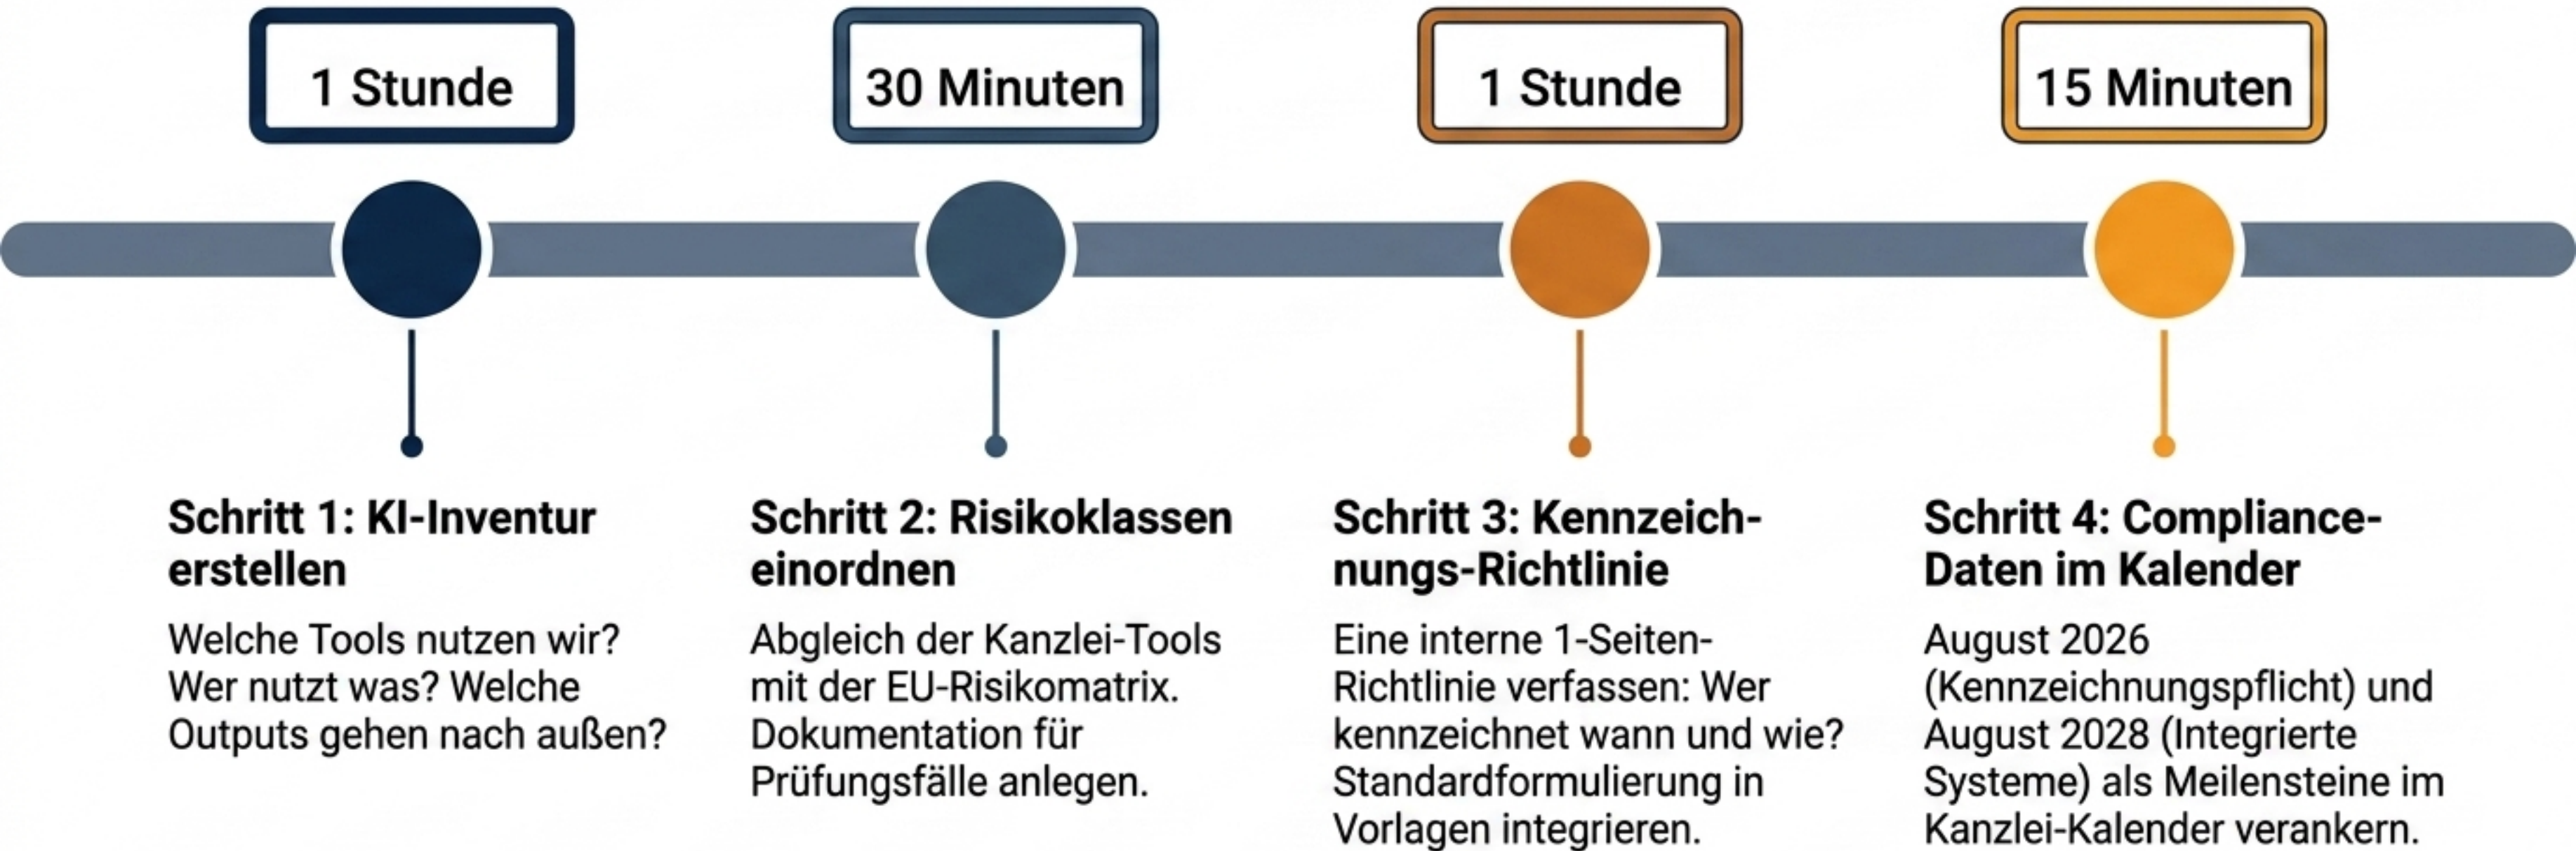 1 Stunde
30 Minuten
1 Stunde
15 Minuten
Schritt 1: KI-Inventur
erstellen
Welche Tools nutzen wir?
Wer nutzt was? Welche
Outputs gehen nach außen?
Schritt 2: Risikoklassen
einordnen
Abgleich der Kanzlei-Tools
mit der EU-Risikomatrix.
Dokumentation für
Prüfungsfälle anlegen.
Schritt 3: Kennzeich-
nungs-Richtlinie
Eine interne 1-Seiten-
Richtlinie verfassen: Wer
kennzeichnet wann und wie?
Standardformulierung in
Vorlagen integrieren.
Schritt 4: Compliance-
Daten im Kalender
August 2026
(Kennzeichnungspflicht) und
August 2028 (Integrierte
Systeme) als Meilensteine im
Kanzlei-Kalender verankern.